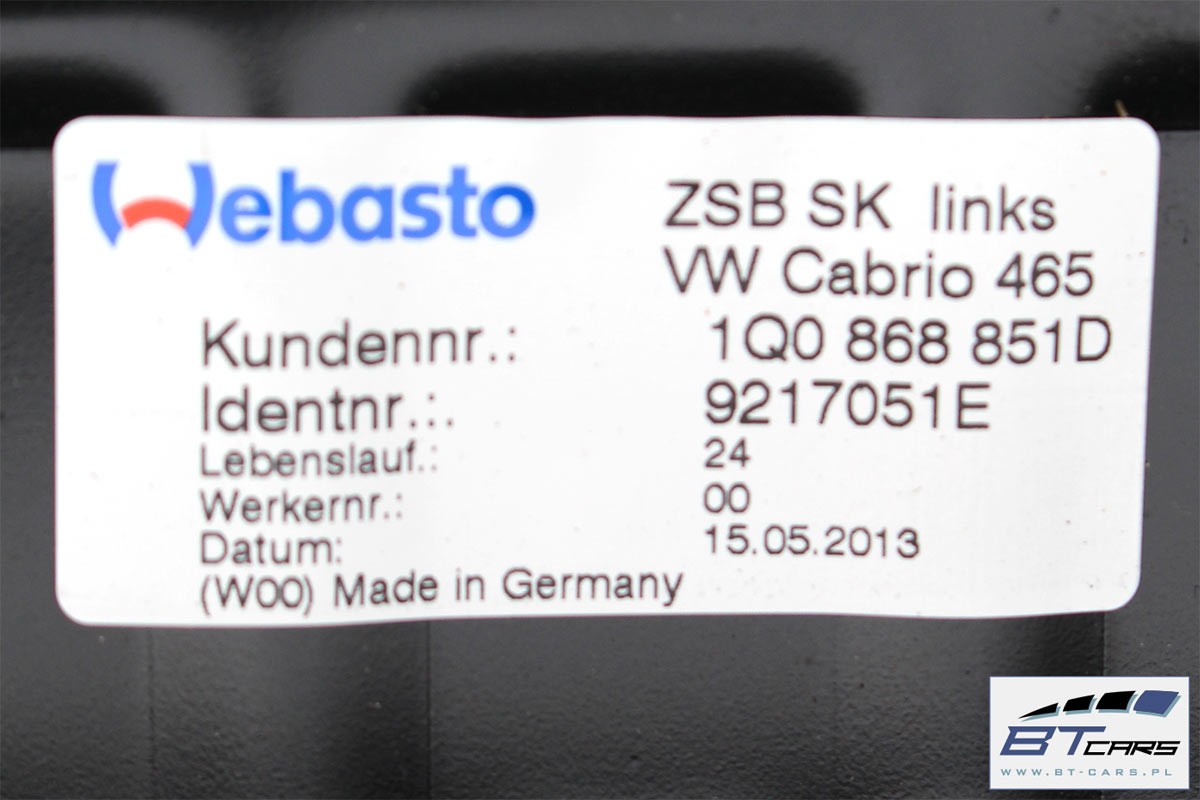 Webasto
ZSB SK links
VW Cabrio 465
Kundennr.: 1Q0 868 851D
Identnr.:. 9217051E
Lebenslauf.: 24
Werkernr.: 00
Datum: 15.05.2013
(W00) Made in Germany
BT CARS
WWW.BT-CARS.PL